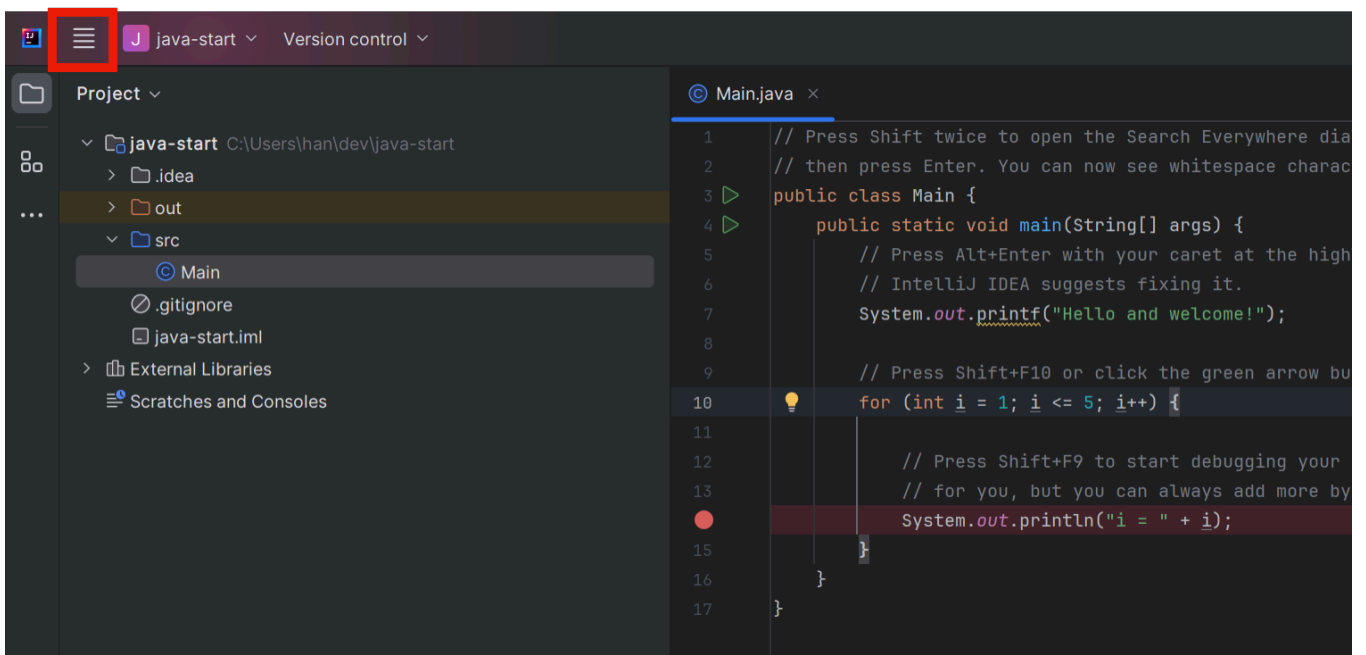 IJ
J java-start Version control
Project
java-start C:\Users\han\dev\java-start
.idea
out
src
C Main
.gitignore
java-start.iml
External Libraries
Scratches and Consoles
C Main.java ×
1 // Press Shift twice to open the Search Everywhere dia
2 // then press Enter. You can now see whitespace charac
3 public class Main {
4 public static void main(String[] args) {
5 // Press Alt+Enter with your caret at the high
6 // IntelliJ IDEA suggests fixing it.
7 System.out.printf("Hello and welcome!");
8
9 // Press Shift+F10 or click the green arrow bu
10 for (int i = 1; i <= 5; i++) {
11
12 // Press Shift+F9 to start debugging your
13 // for you, but you can always add more by
System.out.println("i = " + i);
15 }
16 }
17 }